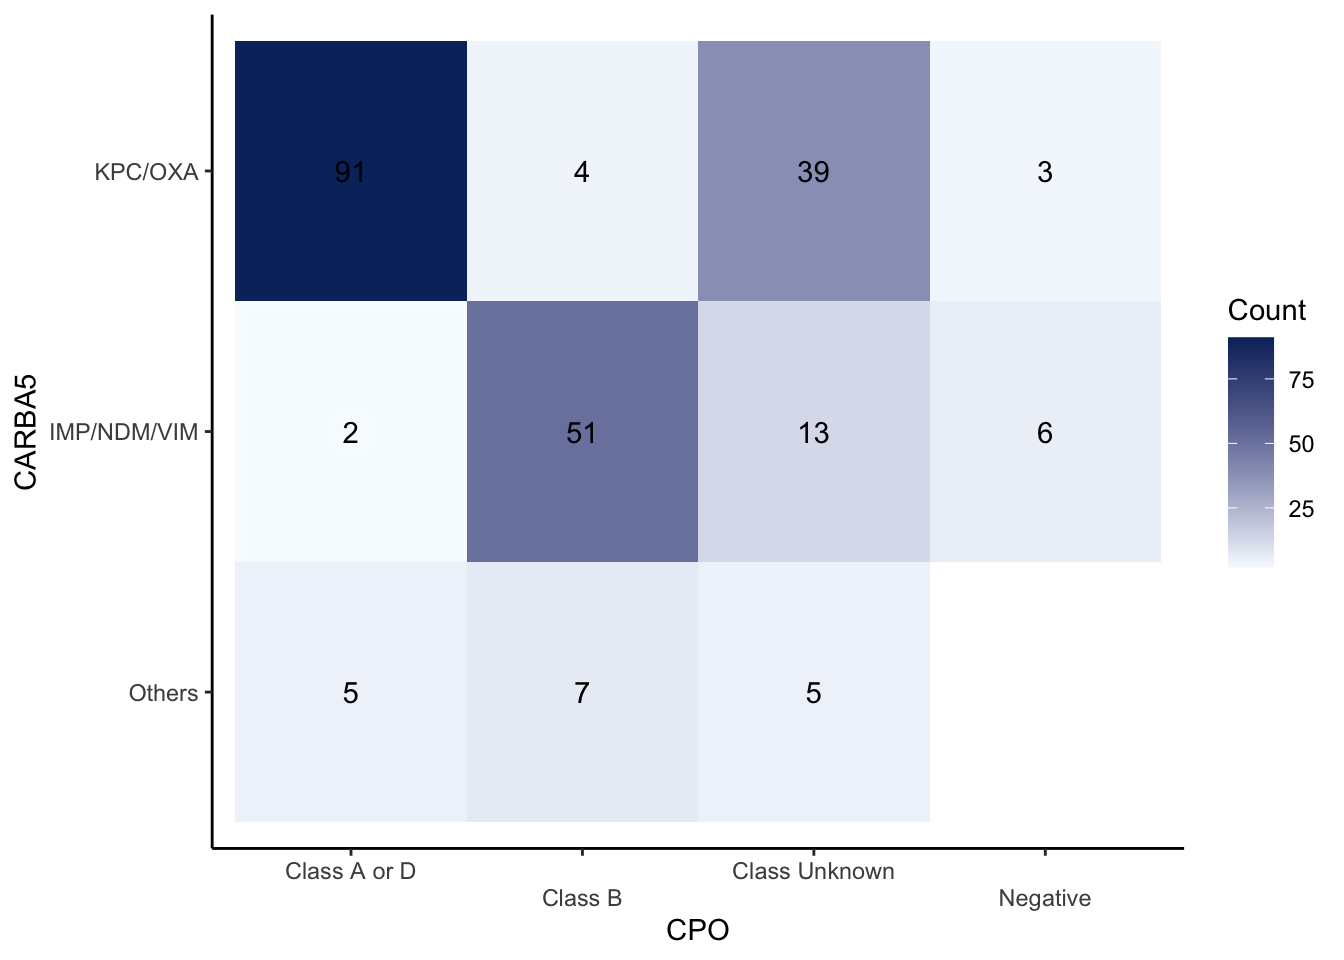 KPC/OXA
91
4
39
3
Count
75
50
25
CARBA5
IMP/NDM/VIM
2
51
13
6
Others
5
7
5
Class A or D
Class B
Class Unknown
Negative
CPO